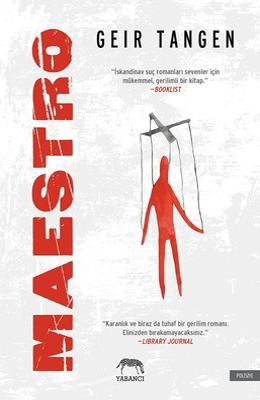 GEIR TANGEN
MAESTRO
“İskandinav suç romanları sevenler için
mükemmel, gerilimli bir kitap.”
—BOOKLIST
“Karanlık ve biraz da tuhaf bir gerilim romanı.
Elinizden bırakamayacaksınız.”
—LIBRARY JOURNAL
YABANCI
POLİSİYE